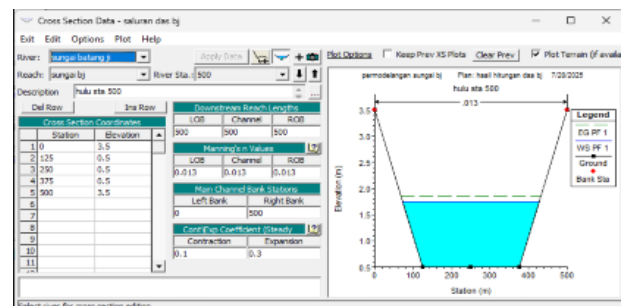 Cross Section Data - saluran das bj
Exit Edit Options Plot Help
River: sungai batang ji Apply Data
Plot Options Keep Prev XS Plots Clear Prev Plot Terrain (if availa
Reach: sungai bj River Sta.: 500
Description hulu sta 500
Del Row Ins Row
Cross Section Coordinates
Station Elevation
1 0 3.5
2 125 0.5
3 250 0.5
4 375 0.5
5 500 3.5
6
7
8
9
10
11
Downstream Reach Lengths
LOB Channel ROB
500 500 500
Manning's n Values
LOB Channel ROB
0.013 0.013 0.013
Main Channel Bank Stations
Left Bank Right Bank
0 500
Cont\Exp Coefficient (Steady
Contraction Expansion
0.1 0.3
permodelangan sungai bj Plan: hasil hitungan das bj 7/20/2025
hulu sta 500
.013
Elevation (m)
3.5
3.0
2.5
2.0
1.5
1.0
0.5
0 100 200 300 400 500
Station (m)
Legend
EG PF 1
WS PF 1
Ground
Bank Sta